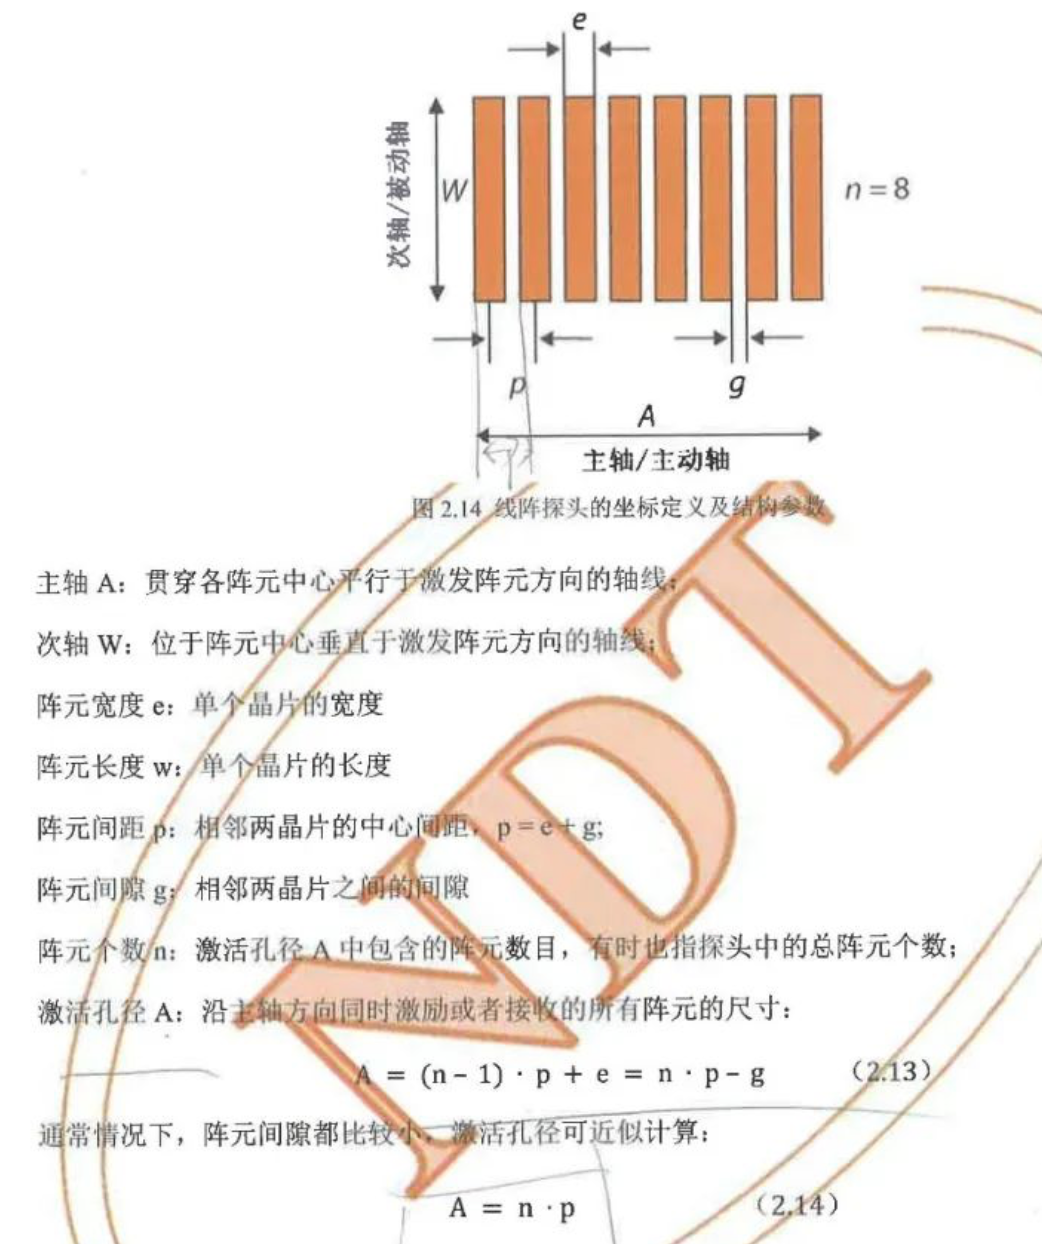 e
次轴/被动轴
W
n = 8
p
g
A
主轴/主动轴
图 2.14 线阵探头的坐标定义及结构参数
主轴 A：贯穿各阵元中心平行于激发阵元方向的轴线；
次轴 W：位于阵元中心垂直于激发阵元方向的轴线；
阵元宽度 e：单个晶片的宽度
阵元长度 w：单个晶片的长度
阵元间距 p：相邻两晶片的中心间距，p = e + g;
阵元间隙 g：相邻两晶片之间的间隙
阵元个数 n：激活孔径 A 中包含的阵元数目，有时也指探头中的总阵元个数；
激活孔径 A：沿主轴方向同时激励或者接收的所有阵元的尺寸：
A = (n − 1) · p + e = n · p − g （2.13）
通常情况下，阵元间隙都比较小，激活孔径可近似计算：
A = n · p （2.14）
NDT